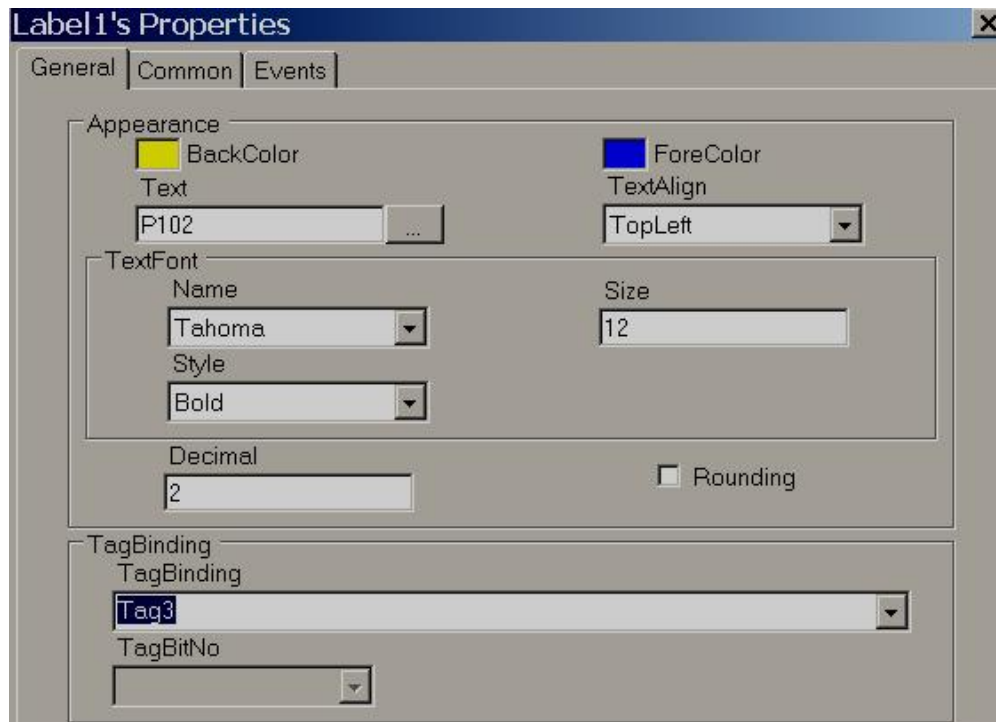 Label1's Properties
General Common Events
Appearance
BackColor ForeColor
Text TextAlign
P102 ... TopLeft
TextFont
Name Size
Tahoma 12
Style
Bold
Decimal
2 Rounding
TagBinding
TagBinding
Tag3
TagBitNo